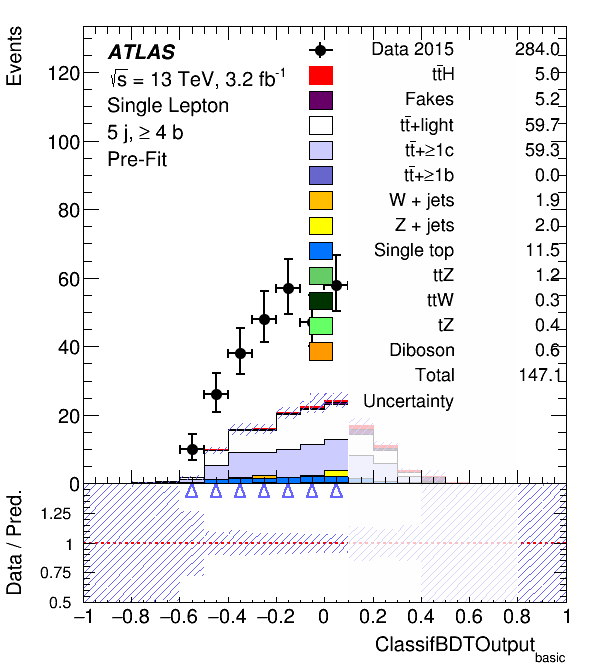 Events
120
100
80
60
40
20
0
ATLAS
√s = 13 TeV, 3.2 fb⁻¹
Single Lepton
5 j, ≥ 4 b
Pre-Fit
Data 2015 284.0
tt̄H 5.0
Fakes 5.2
tt̄+light 59.7
tt̄+≥1c 59.3
tt̄+≥1b 0.0
W + jets 1.9
Z + jets 2.0
Single top 11.5
ttZ 1.2
ttW 0.3
tZ 0.4
Diboson 0.6
Total 147.1
Uncertainty
Data / Pred.
1.25
1
0.75
0.5
−1 −0.8 −0.6 −0.4 −0.2 0 0.2 0.4 0.6 0.8 1
ClassifBDTOutput_basic